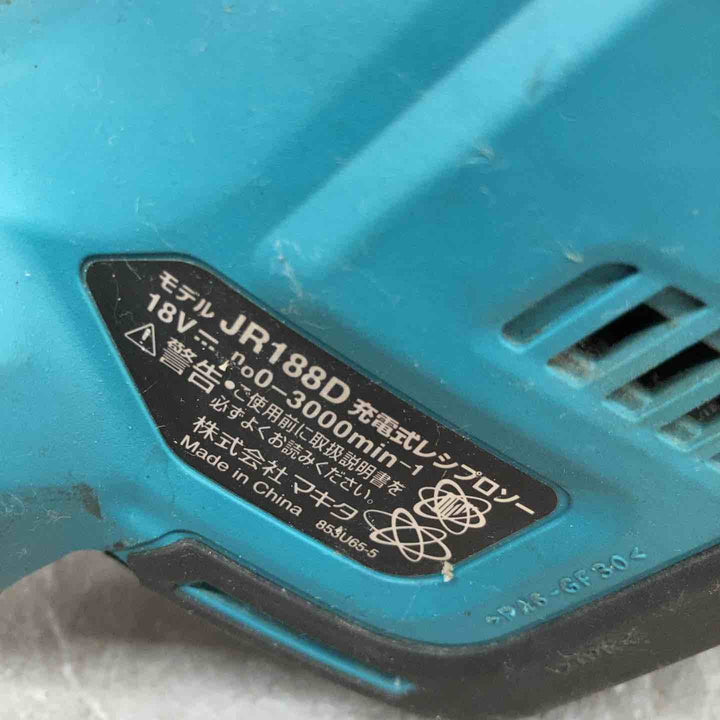 モデル JR188D 充電式レシプロソー
18V⎓ n₀0-3000min-1
⚠警告・ご使用前に取扱説明書を
必ずよくお読みください。
株式会社 マキタ
Made in China 853U65-5
>PA6-GF30<